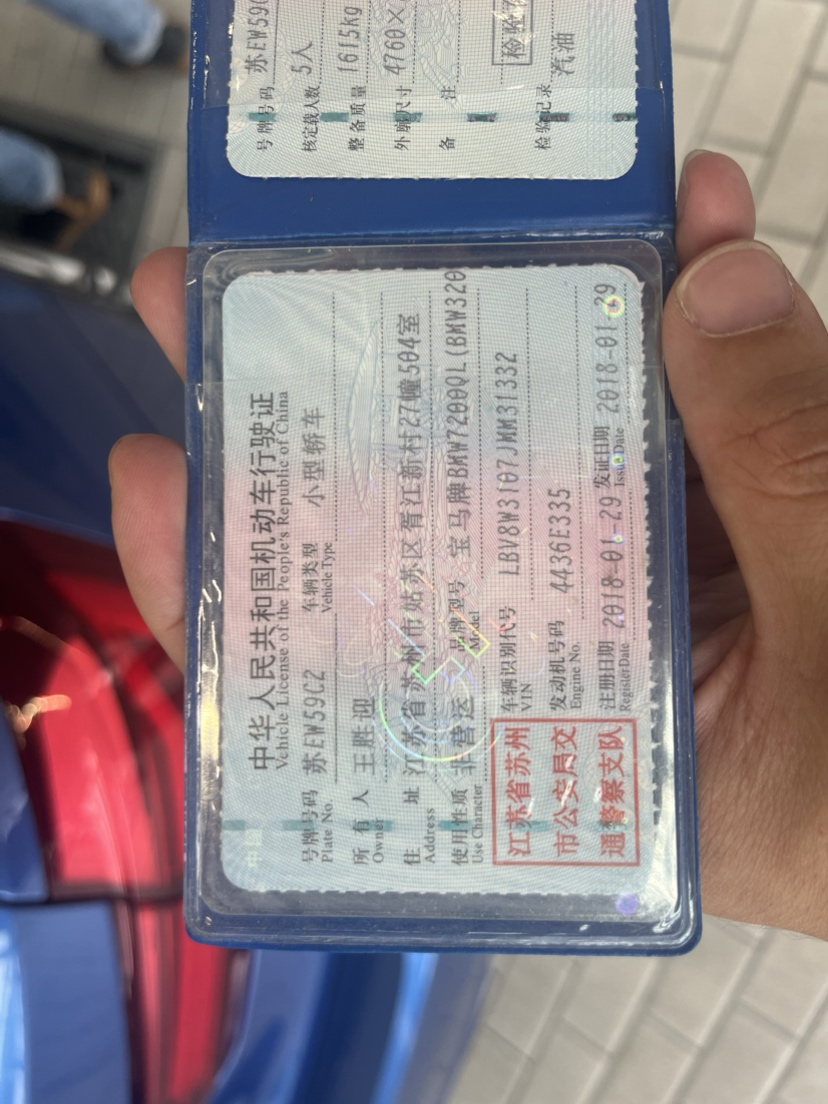 中华人民共和国机动车行驶证
Vehicle License of the People's Republic of China
号牌号码 苏EW59C2 车辆类型 小型轿车
Plate No. Vehicle Type
所有人 王胜迎
Owner
住址 江苏省苏州市姑苏区胥江新村27幢504室
Address
使用性质 非营运 品牌型号 宝马牌BMW7200QL(BMW320
Use Character Model
车辆识别代号 LBV8W3107JMM31332
VIN
发动机号码 4436E335
Engine No.
注册日期 2018-01-29 发证日期 2018-01-29
Register Date Issue Date
江苏省苏州
市公安局交
通警察支队
号牌号码 苏EW59C
核定载人数 5人
整备质量 1615kg
外廓尺寸 4760×
备注
检验记录 汽油